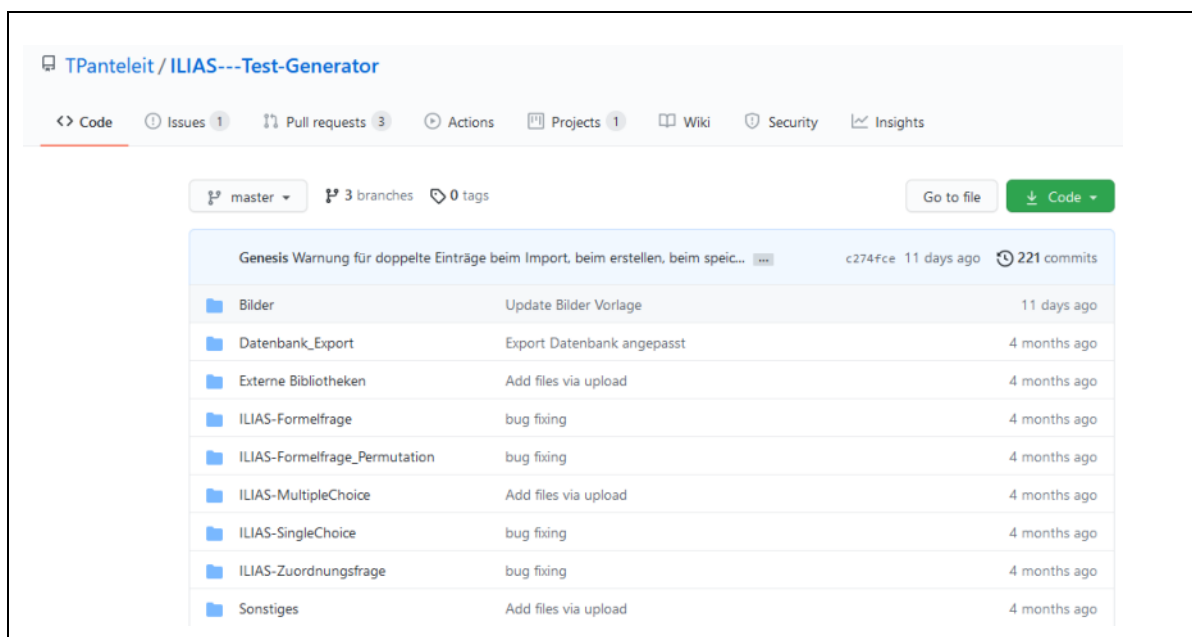 TPanteleit / ILIAS---Test-Generator
Code Issues 1 Pull requests 3 Actions Projects 1 Wiki Security Insights
master 3 branches 0 tags Go to file Code
Genesis Warnung für doppelte Einträge beim Import, beim erstellen, beim speic... ... c274fce 11 days ago 221 commits
Bilder Update Bilder Vorlage 11 days ago
Datenbank_Export Export Datenbank angepasst 4 months ago
Externe Bibliotheken Add files via upload 4 months ago
ILIAS-Formelfrage bug fixing 4 months ago
ILIAS-Formelfrage_Permutation bug fixing 4 months ago
ILIAS-MultipleChoice Add files via upload 4 months ago
ILIAS-SingleChoice bug fixing 4 months ago
ILIAS-Zuordnungsfrage bug fixing 4 months ago
Sonstiges Add files via upload 4 months ago